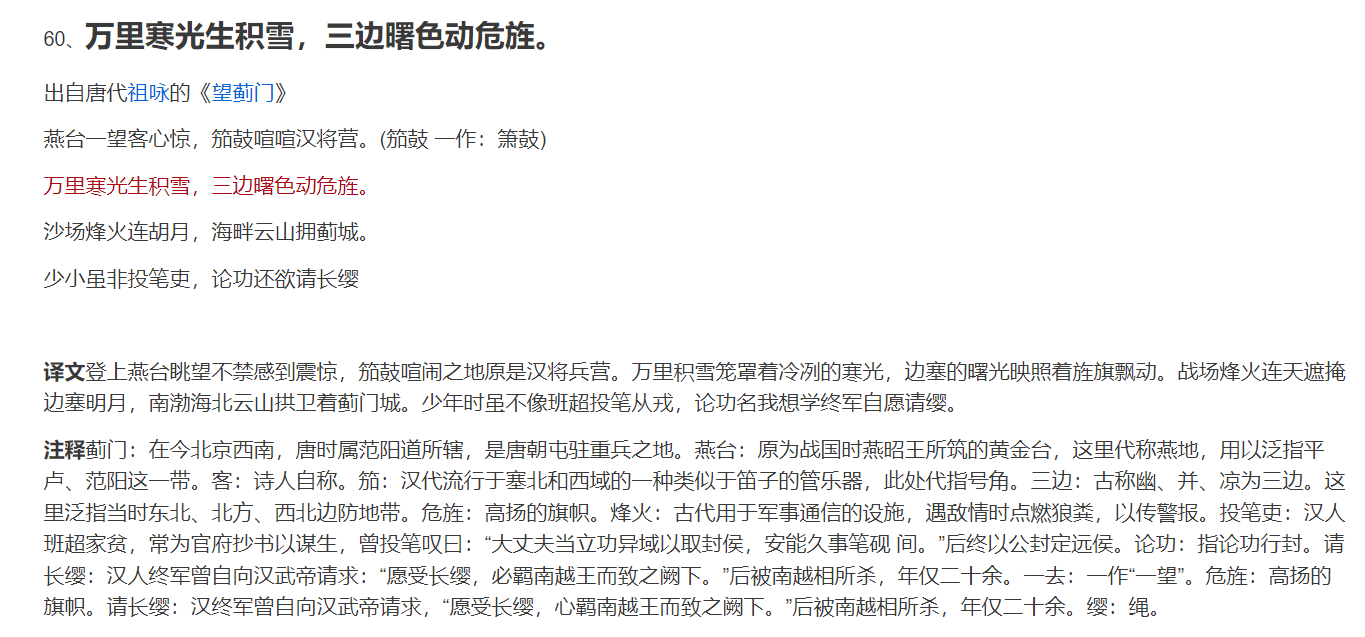 60、万里寒光生积雪，三边曙色动危旌。
出自唐代祖咏的《望蓟门》
燕台一望客心惊，笳鼓喧喧汉将营。(笳鼓 一作：箫鼓)
万里寒光生积雪，三边曙色动危旌。
沙场烽火连胡月，海畔云山拥蓟城。
少小虽非投笔吏，论功还欲请长缨
译文登上燕台眺望不禁感到震惊，笳鼓喧闹之地原是汉将兵营。万里积雪笼罩着冷冽的寒光，边塞的曙光映照着旌旗飘动。战场烽火连天遮掩
边塞明月，南渤海北云山拱卫着蓟门城。少年时虽不像班超投笔从戎，论功名我想学终军自愿请缨。
注释蓟门：在今北京西南，唐时属范阳道所辖，是唐朝屯驻重兵之地。燕台：原为战国时燕昭王所筑的黄金台，这里代称燕地，用以泛指平
卢、范阳这一带。客：诗人自称。笳：汉代流行于塞北和西域的一种类似于笛子的管乐器，此处代指号角。三边：古称幽、并、凉为三边。这
里泛指当时东北、北方、西北边防地带。危旌：高扬的旗帜。烽火：古代用于军事通信的设施，遇敌情时点燃狼粪，以传警报。投笔吏：汉人
班超家贫，常为官府抄书以谋生，曾投笔叹曰：“大丈夫当立功异域以取封侯，安能久事笔砚 间。”后终以公封定远侯。论功：指论功行封。请
长缨：汉人终军曾自向汉武帝请求：“愿受长缨，必羁南越王而致之阙下。”后被南越相所杀，年仅二十余。一去：一作“一望”。危旌：高扬的
旗帜。请长缨：汉终军曾自向汉武帝请求，“愿受长缨，心羁南越王而致之阙下。”后被南越相所杀，年仅二十余。缨：绳。